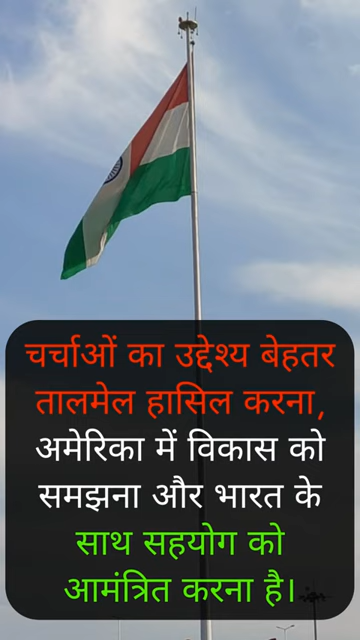 चर्चाओं का उद्देश्य बेहतर
तालमेल हासिल करना,
अमेरिका में विकास को
समझना और भारत के
साथ सहयोग को
आमंत्रित करना है।